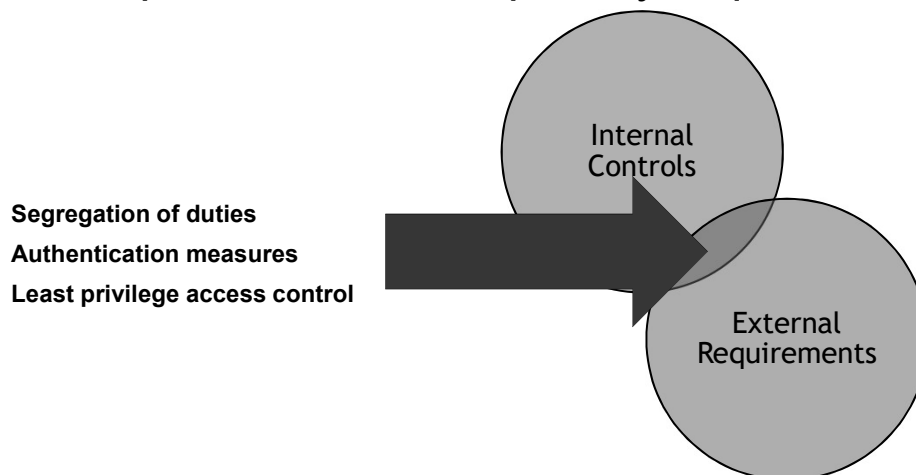 Internal
Controls
Segregation of duties
Authentication measures
Least privilege access control
External
Requirements